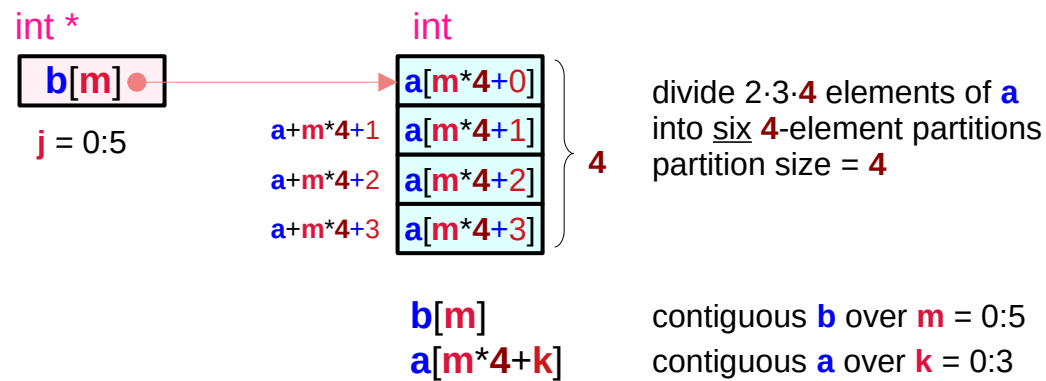 int *
int
b[m]
a[m*4+0]
j = 0:5
a+m*4+1
a[m*4+1]
a+m*4+2
a[m*4+2]
a+m*4+3
a[m*4+3]
4
divide 2·3·4 elements of a
into six 4-element partitions
partition size = 4
b[m]
contiguous b over m = 0:5
a[m*4+k]
contiguous a over k = 0:3